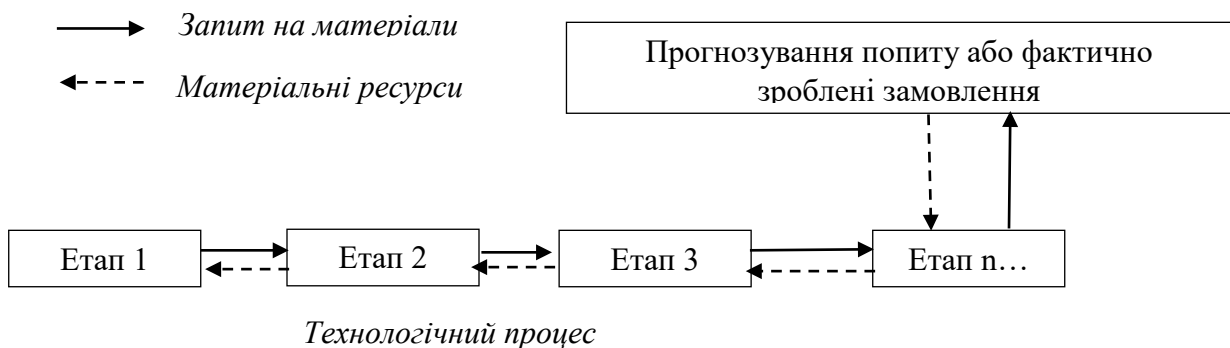 Запит на матеріали
Матеріальні ресурси
Прогнозування попиту або фактично
зроблені замовлення
Етап 1
Етап 2
Етап 3
Етап n…
Технологічний процес